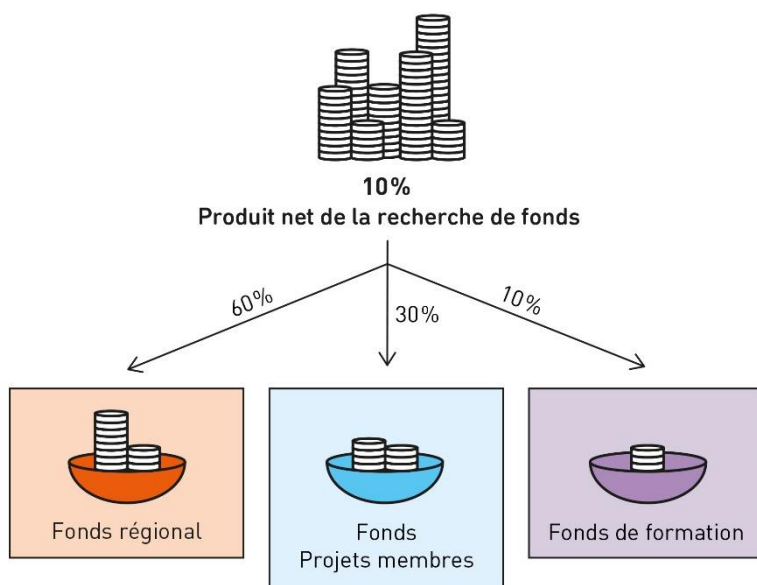 10%
Produit net de la recherche de fonds
60%
30%
10%
Fonds régional
Fonds
Projets membres
Fonds de formation